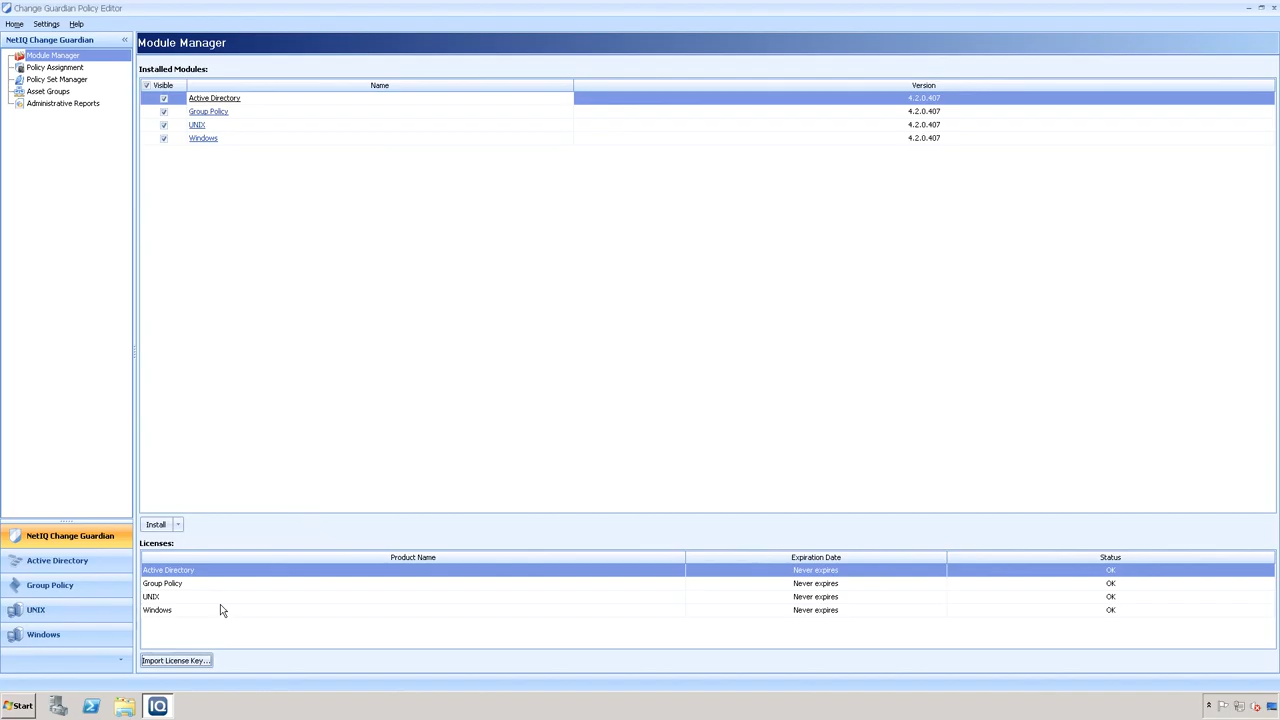 Change Guardian Policy Editor
Home Settings Help
NetIQ Change Guardian «
Module Manager
Policy Assignment
Policy Set Manager
Asset Groups
Administrative Reports
NetIQ Change Guardian
Active Directory
Group Policy
UNIX
Windows
Module Manager
Installed Modules:
Visible Name Version
Active Directory 4.2.0.407
Group Policy 4.2.0.407
UNIX 4.2.0.407
Windows 4.2.0.407
Install
Licenses:
Product Name Expiration Date Status
Active Directory Never expires OK
Group Policy Never expires OK
UNIX Never expires OK
Windows Never expires OK
Import License Key...
Start IQ